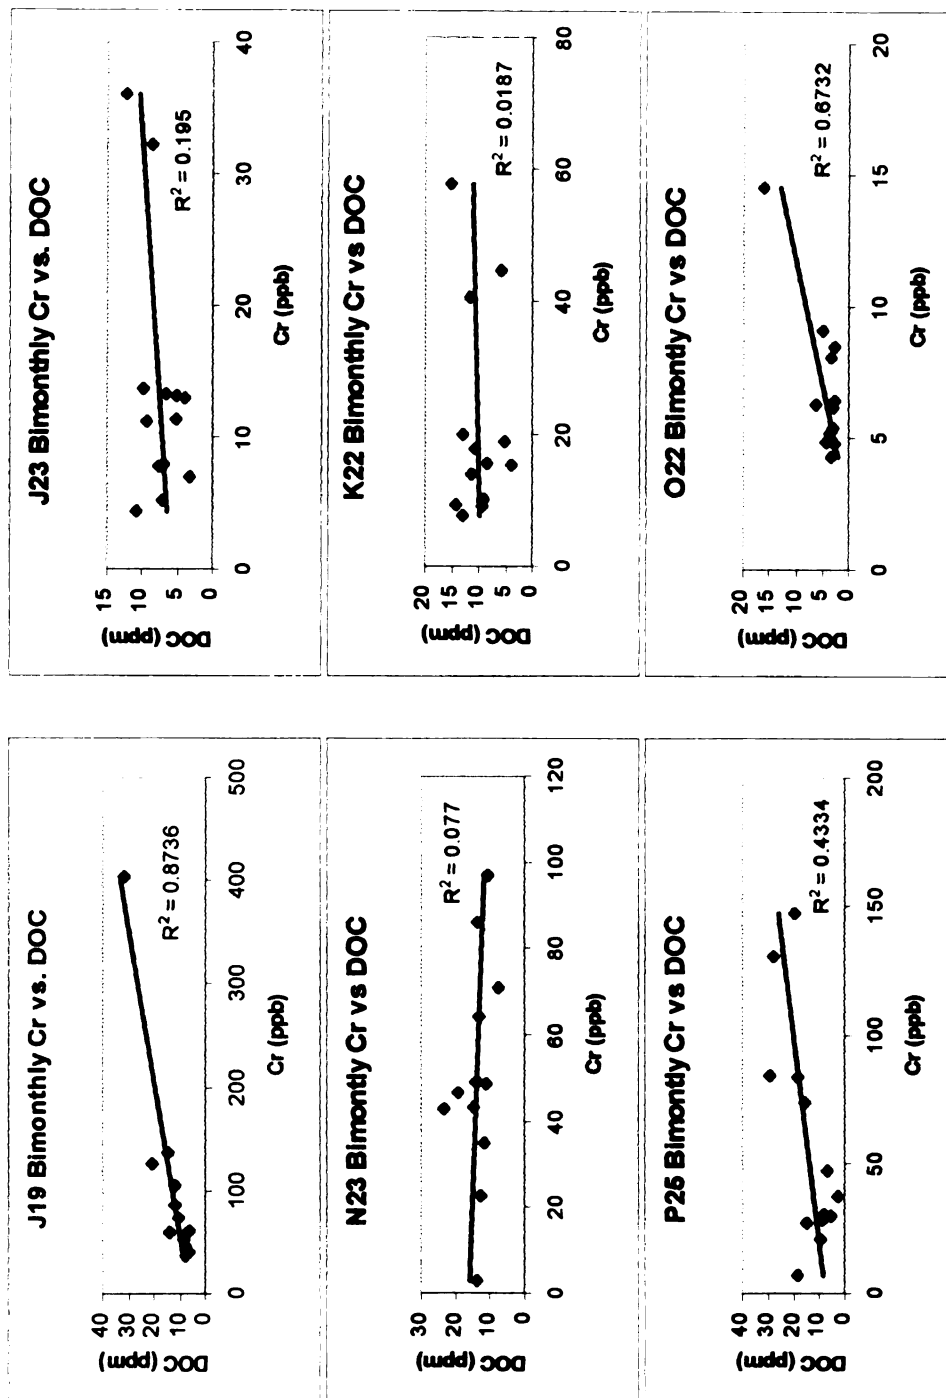 J19 Bimonthly Cr vs. DOC
DOC (ppm)
40
30
20
10
0
R² = 0.8736
0 100 200 300 400 500
Cr (ppb)
J23 Bimonthly Cr vs. DOC
DOC (ppm)
15
10
5
0
R² = 0.195
0 10 20 30 40
Cr (ppb)
N23 Bimontly Cr vs DOC
DOC (ppm)
30
20
10
0
R² = 0.077
0 20 40 60 80 100 120
Cr (ppb)
K22 Bimonthly Cr vs DOC
DOC (ppm)
20
15
10
5
0
R² = 0.0187
0 20 40 60 80
Cr (ppb)
P25 Bimontly Cr vs DOC
DOC (ppm)
40
30
20
10
0
R² = 0.4334
0 50 100 150 200
Cr (ppb)
O22 Bimontly Cr vs DOC
DOC (ppm)
20
15
10
5
0
R² = 0.6732
0 5 10 15 20
Cr (ppb)